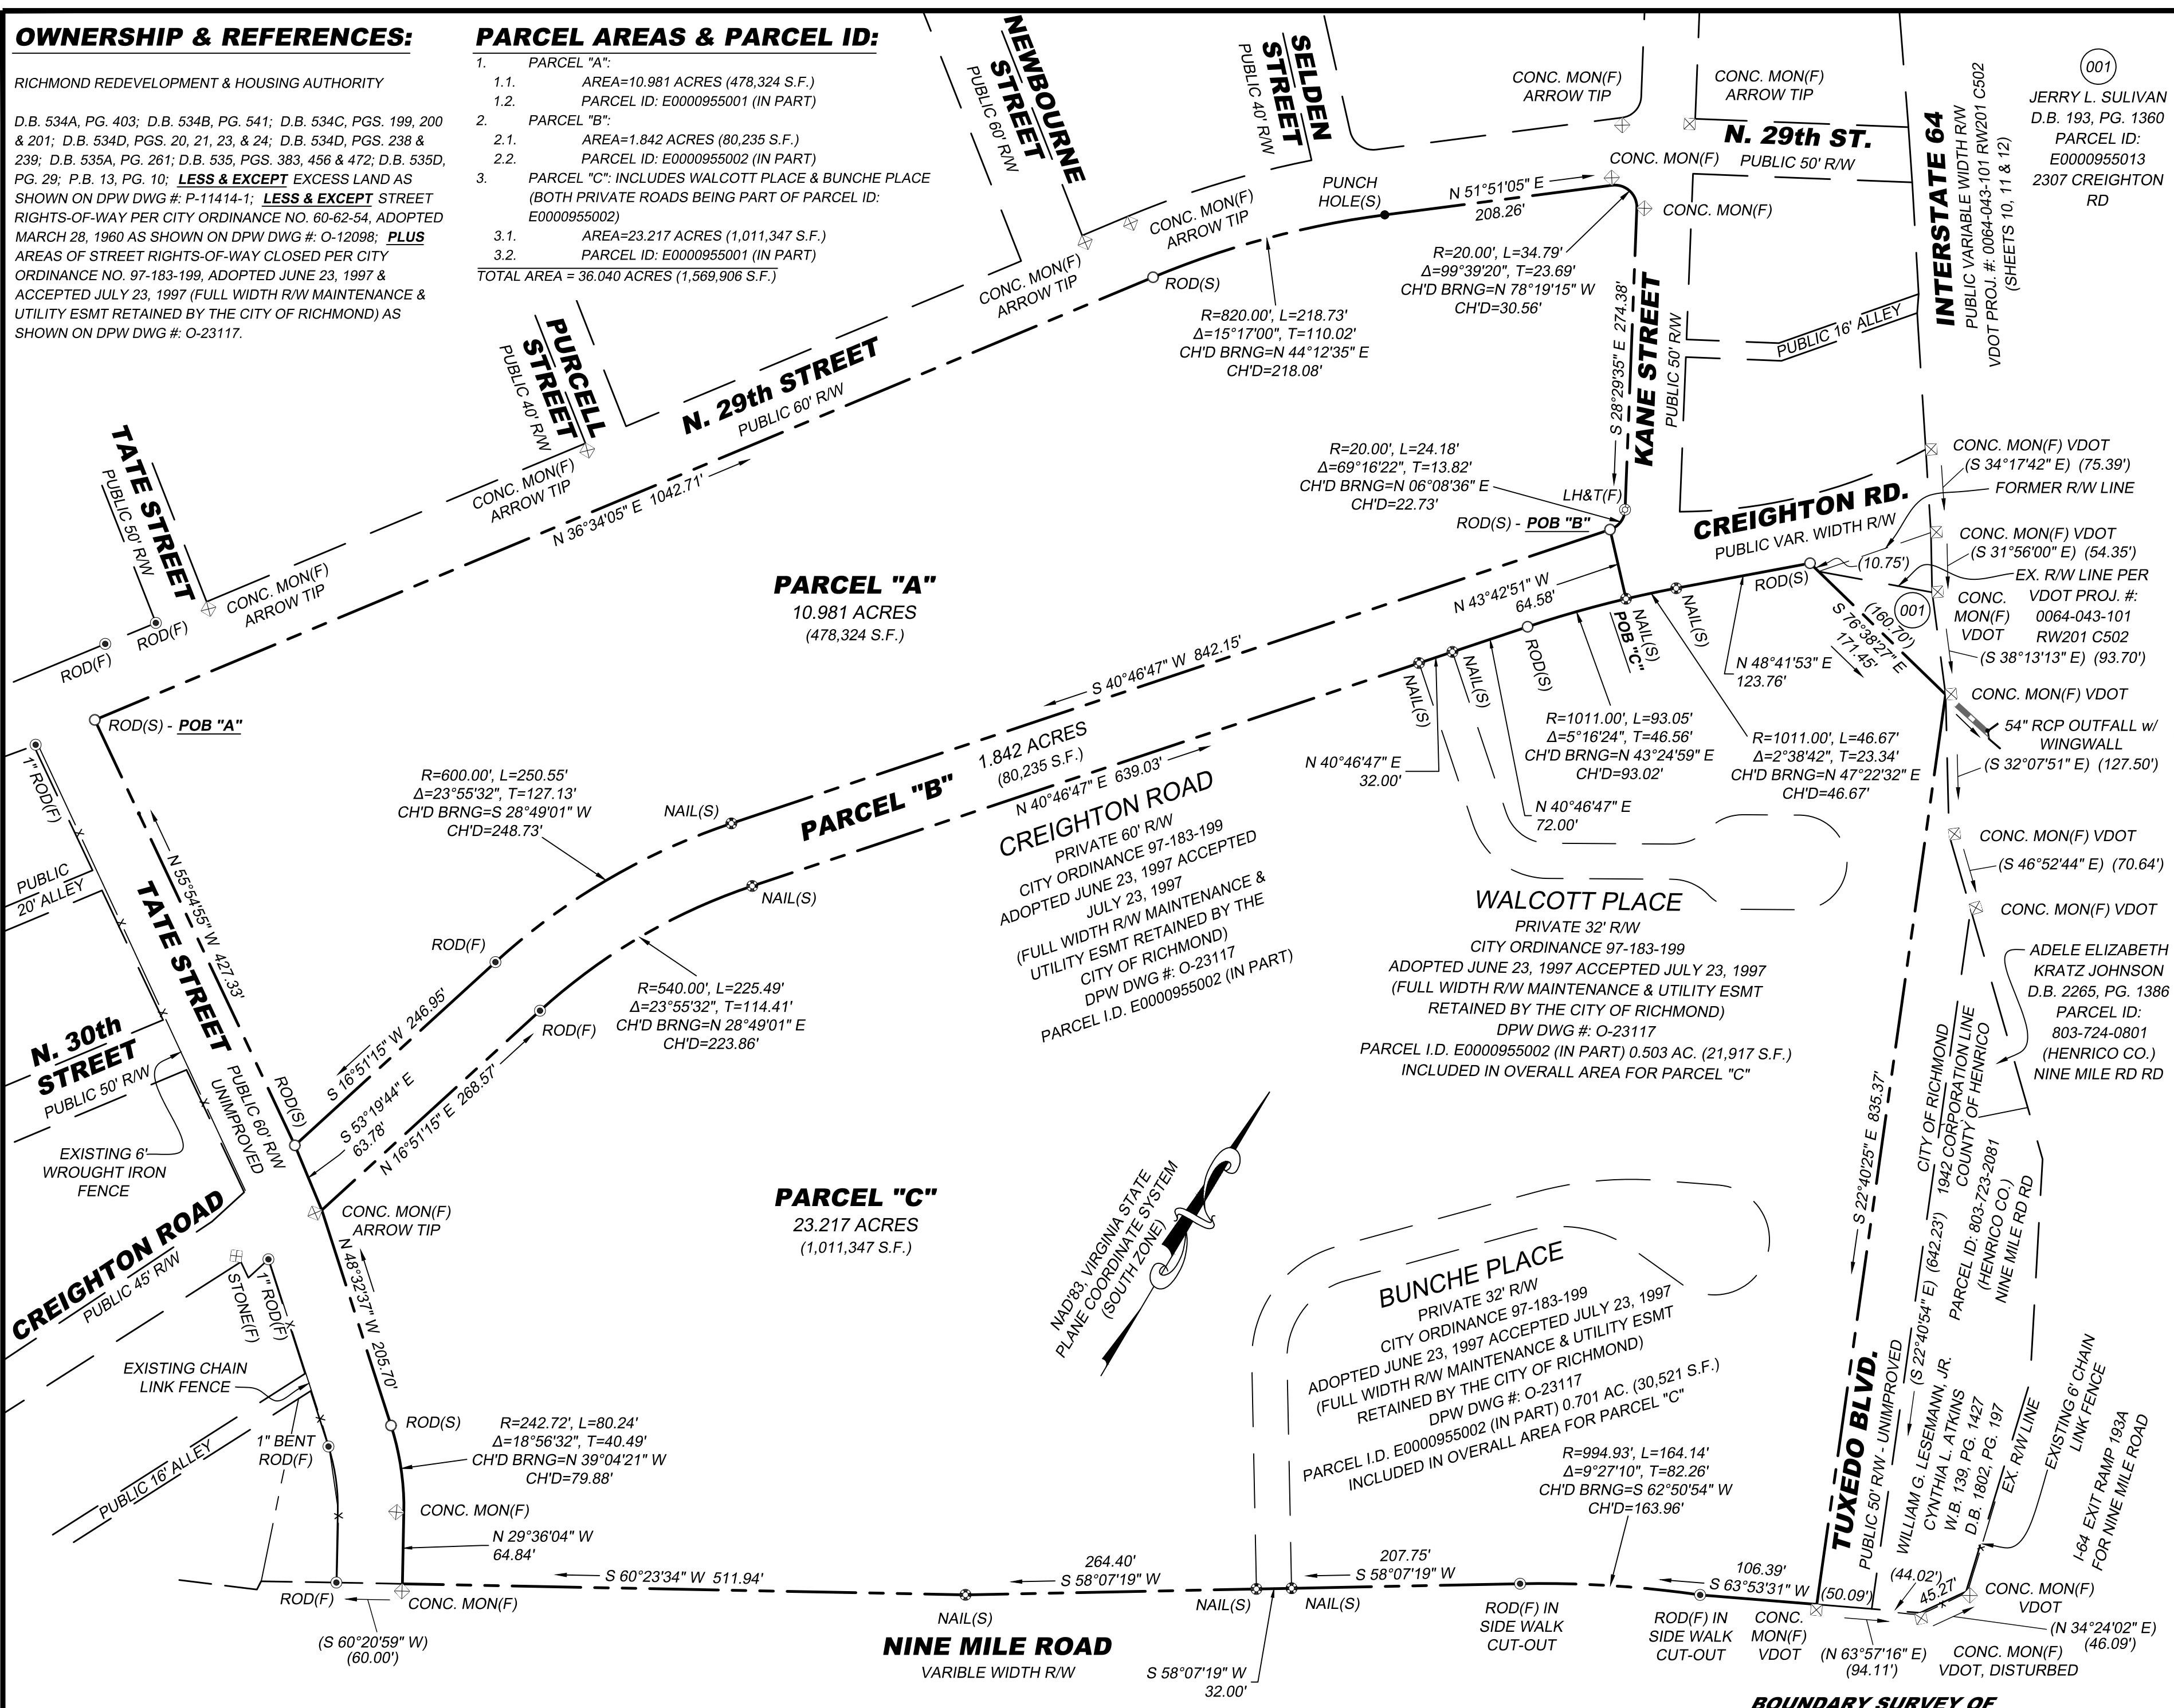 OWNERSHIP & REFERENCES:
RICHMOND REDEVELOPMENT & HOUSING AUTHORITY
D.B. 534A, PG. 403; D.B. 534B, PG. 541; D.B. 534C, PGS. 199, 200
& 201; D.B. 534D, PGS. 20, 21, 23, & 24; D.B. 534D, PGS. 238 &
239; D.B. 535A, PG. 261; D.B. 535, PGS. 383, 456 & 472; D.B. 535D,
PG. 29; P.B. 13, PG. 10; LESS & EXCEPT EXCESS LAND AS
SHOWN ON DPW DWG #: P-11414-1; LESS & EXCEPT STREET
RIGHTS-OF-WAY PER CITY ORDINANCE NO. 60-62-54, ADOPTED
MARCH 28, 1960 AS SHOWN ON DPW DWG #: O-12098; PLUS
AREAS OF STREET RIGHTS-OF-WAY CLOSED PER CITY
ORDINANCE NO. 97-183-199, ADOPTED JUNE 23, 1997 &
ACCEPTED JULY 23, 1997 (FULL WIDTH R/W MAINTENANCE &
UTILITY ESMT RETAINED BY THE CITY OF RICHMOND) AS
SHOWN ON DPW DWG #: O-23117.
PARCEL AREAS & PARCEL ID:
1. PARCEL "A":
1.1. AREA=10.981 ACRES (478,324 S.F.)
1.2. PARCEL ID: E0000955001 (IN PART)
2. PARCEL "B":
2.1. AREA=1.842 ACRES (80,235 S.F.)
2.2. PARCEL ID: E0000955002 (IN PART)
3. PARCEL "C": INCLUDES WALCOTT PLACE & BUNCHE PLACE
(BOTH PRIVATE ROADS BEING PART OF PARCEL ID:
E0000955002)
3.1. AREA=23.217 ACRES (1,011,347 S.F.)
3.2. PARCEL ID: E0000955001 (IN PART)
TOTAL AREA = 36.040 ACRES (1,569,906 S.F.)
NEWBOURNE
STREET
PUBLIC 60' R/W
SELDEN
STREET
PUBLIC 40' R/W
CONC. MON(F)
ARROW TIP
CONC. MON(F)
ARROW TIP
N. 29th ST.
PUBLIC 50' R/W
INTERSTATE 64
PUBLIC VARIABLE WIDTH R/W
VDOT PROJ. #: 0064-043-101 RW201 C502
(SHEETS 10, 11 & 12)
001
JERRY L. SULIVAN
D.B. 193, PG. 1360
PARCEL ID:
E0000955013
2307 CREIGHTON
RD
CONC. MON(F)
CONC. MON(F)
PUNCH
HOLE(S)
N 51°51'05" E
208.26'
CONC. MON(F)
ARROW TIP
CONC. MON(F)
ARROW TIP
ROD(S)
R=20.00', L=34.79'
Δ=99°39'20", T=23.69'
CH'D BRNG=N 78°19'15" W
CH'D=30.56'
R=820.00', L=218.73'
Δ=15°17'00", T=110.02'
CH'D BRNG=N 44°12'35" E
CH'D=218.08'
S 28°29'35" E 274.38'
KANE STREET
PUBLIC 50' R/W
PUBLIC 16' ALLEY
PURCELL
STREET
PUBLIC 40' R/W
N. 29th STREET
PUBLIC 60' R/W
CONC. MON(F)
ARROW TIP
N 36°34'05" E 1042.71'
TATE STREET
PUBLIC 50' R/W
CONC. MON(F)
ARROW TIP
ROD(F)
ROD(F)
R=20.00', L=24.18'
Δ=69°16'22", T=13.82'
CH'D BRNG=N 06°08'36" E
CH'D=22.73'
LH&T(F)
ROD(S) - POB "B"
CREIGHTON RD.
PUBLIC VAR. WIDTH R/W
CONC. MON(F) VDOT
(S 34°17'42" E) (75.39')
FORMER R/W LINE
CONC. MON(F) VDOT
(S 31°56'00" E) (54.35')
EX. R/W LINE PER
VDOT PROJ. #:
0064-043-101
RW201 C502
CONC.
MON(F)
VDOT
(S 38°13'13" E) (93.70')
(10.75')
ROD(S)
001
(160.70')
S 76°38'27" E
171.45'
CONC. MON(F) VDOT
54" RCP OUTFALL w/
WINGWALL
(S 32°07'51" E) (127.50')
CONC. MON(F) VDOT
(S 46°52'44" E) (70.64')
CONC. MON(F) VDOT
ADELE ELIZABETH
KRATZ JOHNSON
D.B. 2265, PG. 1386
PARCEL ID:
803-724-0801
(HENRICO CO.)
NINE MILE RD RD
PARCEL "A"
10.981 ACRES
(478,324 S.F.)
N 43°42'51" W
64.58'
POB "C"
NAIL(S)
NAIL(S)
ROD(S)
NAIL(S)
NAIL(S)
N 48°41'53" E
123.76'
S 40°46'47" W 842.15'
R=1011.00', L=93.05'
Δ=5°16'24", T=46.56'
CH'D BRNG=N 43°24'59" E
CH'D=93.02'
R=1011.00', L=46.67'
Δ=2°38'42", T=23.34'
CH'D BRNG=N 47°22'32" E
CH'D=46.67'
N 40°46'47" E
32.00'
N 40°46'47" E
72.00'
ROD(S) - POB "A"
1" ROD(F)
PUBLIC
20' ALLEY
R=600.00', L=250.55'
Δ=23°55'32", T=127.13'
CH'D BRNG=S 28°49'01" W
CH'D=248.73'
NAIL(S)
PARCEL "B"
1.842 ACRES
(80,235 S.F.)
N 40°46'47" E 639.03'
NAIL(S)
CREIGHTON ROAD
PRIVATE 60' R/W
CITY ORDINANCE 97-183-199
ADOPTED JUNE 23, 1997 ACCEPTED
JULY 23, 1997
(FULL WIDTH R/W MAINTENANCE &
UTILITY ESMT RETAINED BY THE
CITY OF RICHMOND)
DPW DWG #: O-23117
PARCEL I.D. E0000955002 (IN PART)
WALCOTT PLACE
PRIVATE 32' R/W
CITY ORDINANCE 97-183-199
ADOPTED JUNE 23, 1997 ACCEPTED JULY 23, 1997
(FULL WIDTH R/W MAINTENANCE & UTILITY ESMT
RETAINED BY THE CITY OF RICHMOND)
DPW DWG #: O-23117
PARCEL I.D. E0000955002 (IN PART) 0.503 AC. (21,917 S.F.)
INCLUDED IN OVERALL AREA FOR PARCEL "C"
N 55°54'55" W 427.33'
TATE STREET
PUBLIC 60' R/W
UNIMPROVED
ROD(F)
ROD(F)
R=540.00', L=225.49'
Δ=23°55'32", T=114.41'
CH'D BRNG=N 28°49'01" E
CH'D=223.86'
S 16°51'15" W 246.95'
S 53°19'44" E
63.78'
N 16°51'15" E 268.57'
ROD(S)
N. 30th
STREET
PUBLIC 50' R/W
EXISTING 6'
WROUGHT IRON
FENCE
CREIGHTON ROAD
PUBLIC 45' R/W
CONC. MON(F)
ARROW TIP
PARCEL "C"
23.217 ACRES
(1,011,347 S.F.)
NAD'83, VIRGINIA STATE
PLANE COORDINATE SYSTEM
(SOUTH ZONE)
STONE(F)
1" ROD(F)
N 48°32'37" W 205.70'
EXISTING CHAIN
LINK FENCE
1" BENT
ROD(F)
PUBLIC 16' ALLEY
ROD(S)
R=242.72', L=80.24'
Δ=18°56'32", T=40.49'
CH'D BRNG=N 39°04'21" W
CH'D=79.88'
CONC. MON(F)
N 29°36'04" W
64.84'
BUNCHE PLACE
PRIVATE 32' R/W
CITY ORDINANCE 97-183-199
ADOPTED JUNE 23, 1997 ACCEPTED JULY 23, 1997
(FULL WIDTH R/W MAINTENANCE & UTILITY ESMT
RETAINED BY THE CITY OF RICHMOND)
DPW DWG #: O-23117
PARCEL I.D. E0000955002 (IN PART) 0.701 AC. (30,521 S.F.)
INCLUDED IN OVERALL AREA FOR PARCEL "C"
R=994.93', L=164.14'
Δ=9°27'10", T=82.26'
CH'D BRNG=S 62°50'54" W
CH'D=163.96'
S 22°40'25" E 835.37'
TUXEDO BLVD.
PUBLIC 50' R/W - UNIMPROVED
(S 22°40'54" E) (642.23')
CITY OF RICHMOND
1942 CORPORATION LINE
COUNTY OF HENRICO
WILLIAM G. LESEMANN, JR.
CYNTHIA L. ATKINS
W.B. 139, PG. 1427
D.B. 1802, PG. 197
PARCEL ID: 803-723-2081
(HENRICO CO.)
NINE MILE RD RD
EX. R/W LINE
EXISTING 6' CHAIN
LINK FENCE
I-64 EXIT RAMP 193A
FOR NINE MILE ROAD
ROD(F)
CONC. MON(F)
(S 60°20'59" W)
(60.00')
S 60°23'34" W 511.94'
NAIL(S)
264.40'
S 58°07'19" W
NAIL(S)
NAIL(S)
S 58°07'19" W
32.00'
207.75'
S 58°07'19" W
ROD(F) IN
SIDE WALK
CUT-OUT
ROD(F) IN
SIDE WALK
CUT-OUT
106.39'
S 63°53'31" W
CONC.
MON(F)
VDOT
(50.09')
(44.02')
45.27'
(N 63°57'16" E)
(94.11')
CONC. MON(F)
VDOT
(N 34°24'02" E)
(46.09')
CONC. MON(F)
VDOT, DISTURBED
NINE MILE ROAD
VARIBLE WIDTH R/W
BOUNDARY SURVEY OF